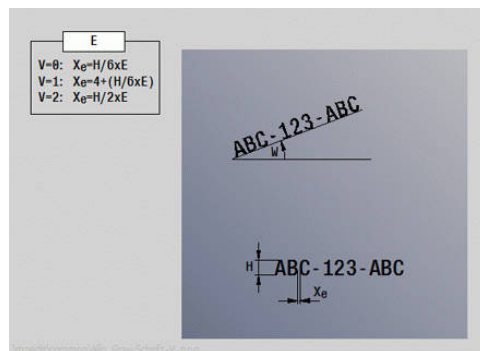 E
V=0: Xe=H/6xE
V=1: Xe=4+(H/6xE)
V=2: Xe=H/2xE
ABC-123-ABC
W
H
ABC-123-ABC
Xe